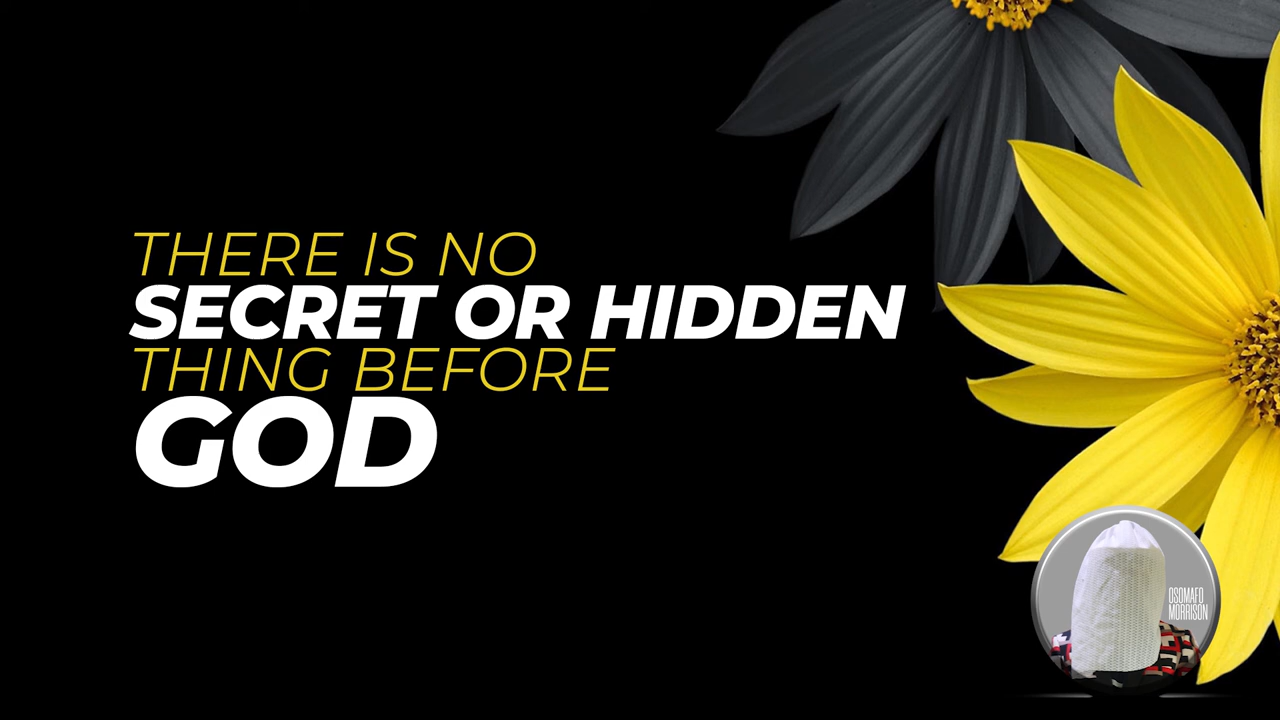 THERE IS NO
SECRET OR HIDDEN
THING BEFORE
GOD
OSOMAFO
MORRISON